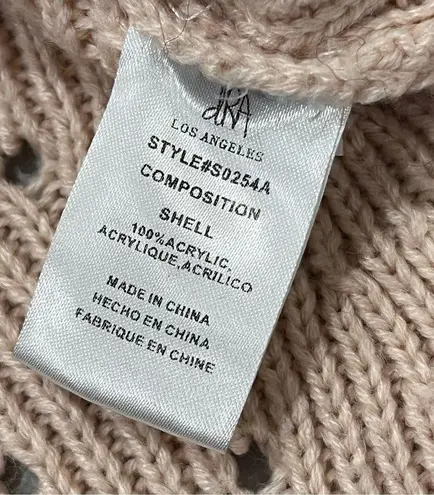 dRA
LOS ANGELES
STYLE#S0254A
COMPOSITION
SHELL
100%ACRYLIC,
ACRYLIQUE,ACRILICO
MADE IN CHINA
HECHO EN CHINA
FABRIQUE EN CHINE